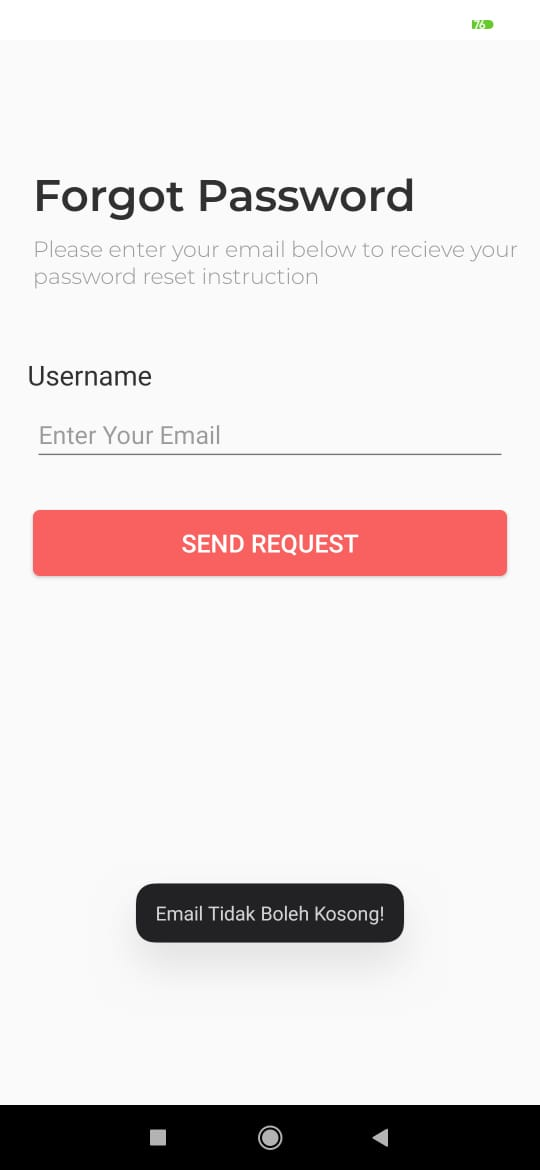 76
Forgot Password
Please enter your email below to recieve your
password reset instruction
Username
Enter Your Email
SEND REQUEST
Email Tidak Boleh Kosong!